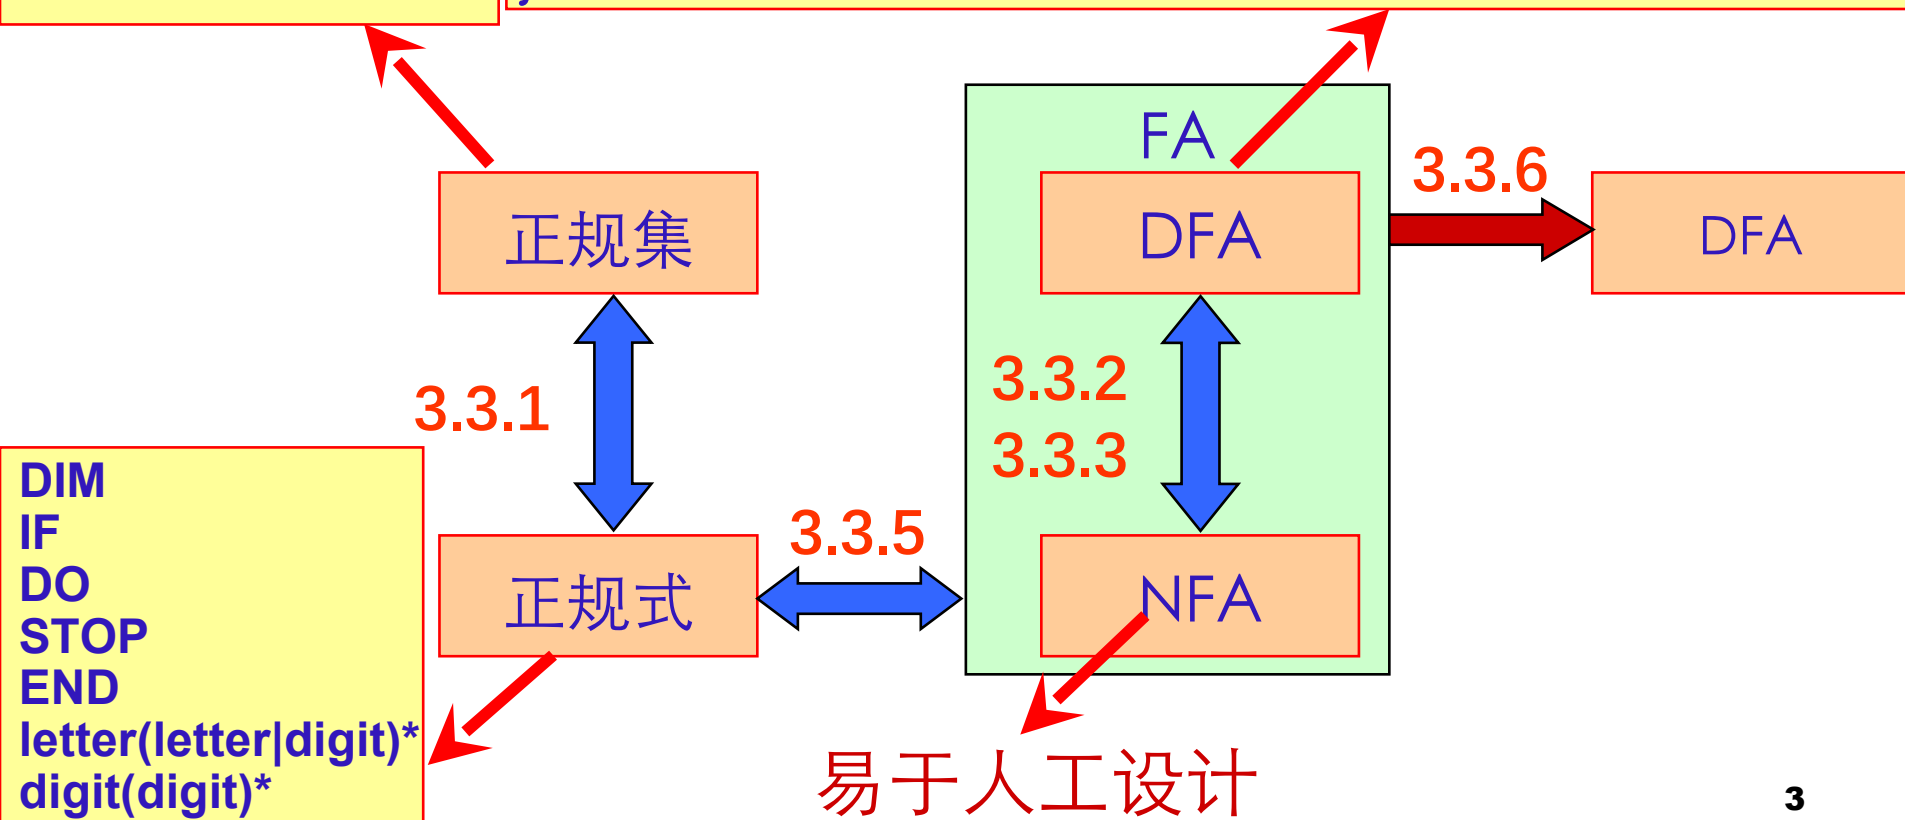 FA
3.3.6
正规集
DFA
DFA
3.3.1
3.3.2
3.3.3
DIM
IF
DO
STOP
END
letter(letter|digit)*
digit(digit)*
3.3.5
正规式
NFA
易于人工设计
3